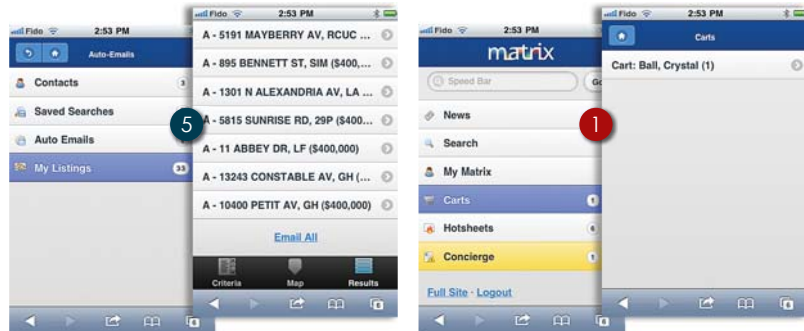 Fido 2:53 PM
Auto-Emails
Contacts 3
Saved Searches
Auto Emails
My Listings 33
5
Fido 2:53 PM
A - 5191 MAYBERRY AV, RCUC ...
A - 895 BENNETT ST, SIM ($400,...
A - 1301 N ALEXANDRIA AV, LA ...
A - 5815 SUNRISE RD, 29P ($400...
A - 11 ABBEY DR, LF ($400,000)
A - 13243 CONSTABLE AV, GH (...
A - 10400 PETIT AV, GH ($400,000)
Email All
Criteria Map Results
6
6
Fido 2:53 PM
matrix
Speed Bar Go
News
Search
My Matrix
Carts 1
Hotsheets 6
Concierge 1
Full Site · Logout
6
1
Fido 2:53 PM
Carts
Cart: Ball, Crystal (1)
6